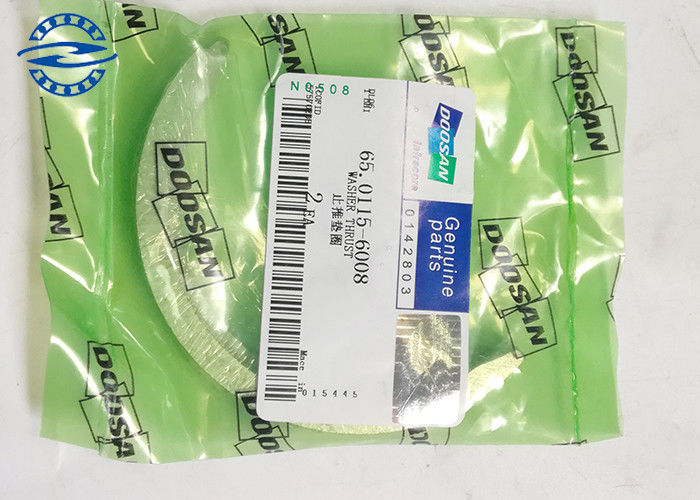 DOOSAN
DOOSAN
DOOSAN
DOOSAN
DOOSAN
DOOSAN
N0508
65.0115-6008
WASHER THRUST
止推垫圈
2 EA
015445
DOOSAN
Infracore
0142803
Genuine
parts